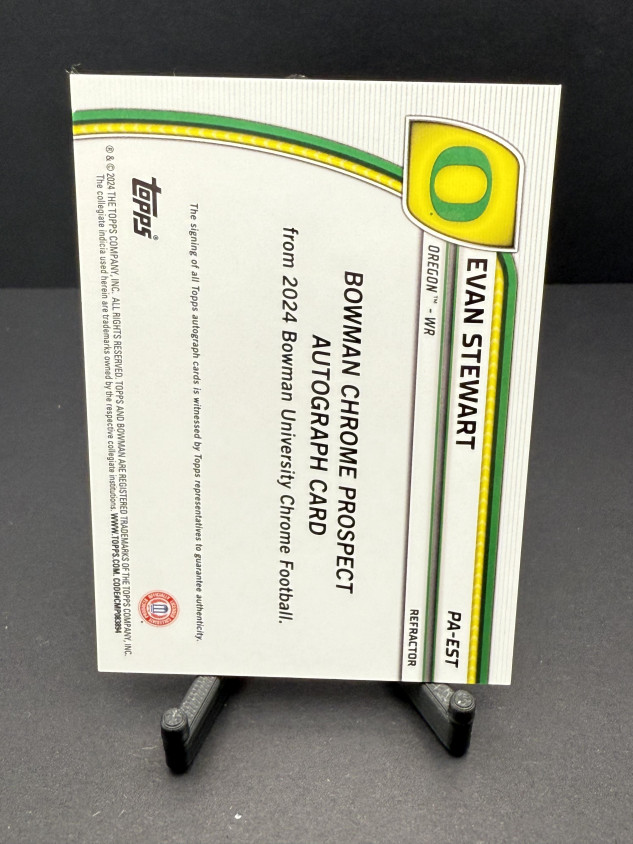 O
EVAN STEWART
PA-EST
OREGON™ - WR
REFRACTOR
BOWMAN CHROME PROSPECT
AUTOGRAPH CARD
from 2024 Bowman University Chrome Football.
The signing of all Topps autograph cards is witnessed by Topps representatives to guarantee authenticity.
topps®
® & © 2024 THE TOPPS COMPANY, INC. ALL RIGHTS RESERVED. TOPPS AND BOWMAN ARE REGISTERED TRADEMARKS OF THE TOPPS COMPANY, INC.
The collegiate indicia used herein are trademarks owned by the respective collegiate institutions. WWW.TOPPS.COM. CODE#CMP063894